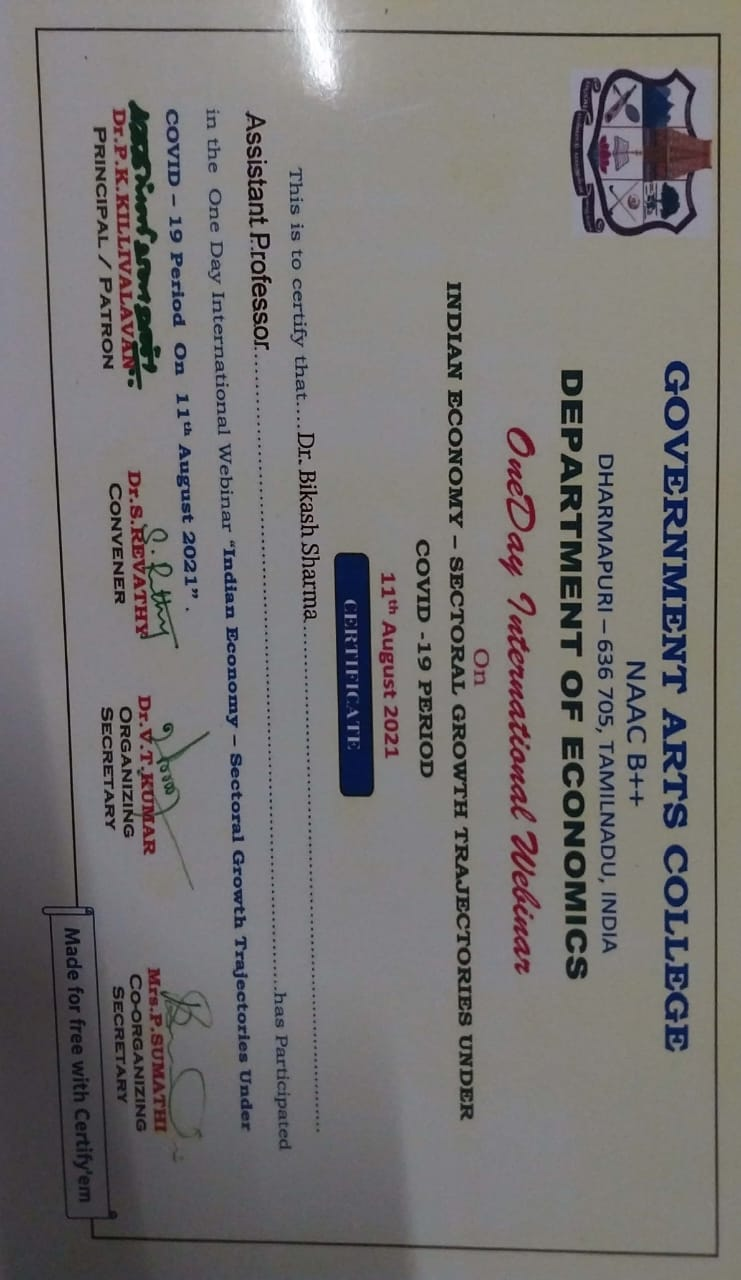 GOVERNMENT ARTS COLLEGE
NAAC B++
DHARMAPURI – 636 705, TAMILNADU, INDIA
DEPARTMENT OF ECONOMICS
OneDay International Webinar
On
INDIAN ECONOMY – SECTORAL GROWTH TRAJECTORIES UNDER
COVID -19 PERIOD
11th August 2021
CERTIFICATE
This is to certify that....Dr. Bikash Sharma..........
Assistant Professor..........has Participated
in the One Day International Webinar “Indian Economy – Sectoral Growth Trajectories Under
COVID – 19 Period On 11th August 2021” .
Dr.P.K.KILLIVALAVAN.
PRINCIPAL / PATRON
Dr.S.REVATHY
CONVENER
Dr.V.T.KUMAR
ORGANIZING
SECRETARY
Mrs.P.SUMATHI
CO-ORGANIZING
SECRETARY
Made for free with Certify'em